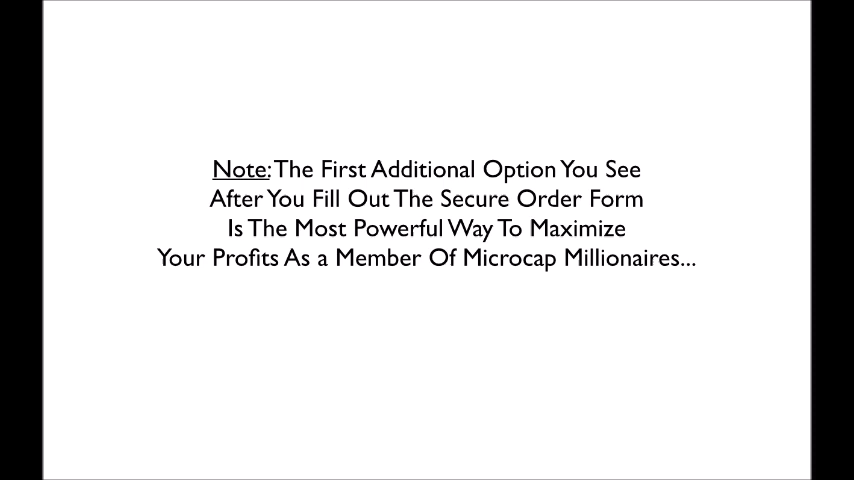 Note: The First Additional Option You See
After You Fill Out The Secure Order Form
Is The Most Powerful Way To Maximize
Your Profits As a Member Of Microcap Millionaires...